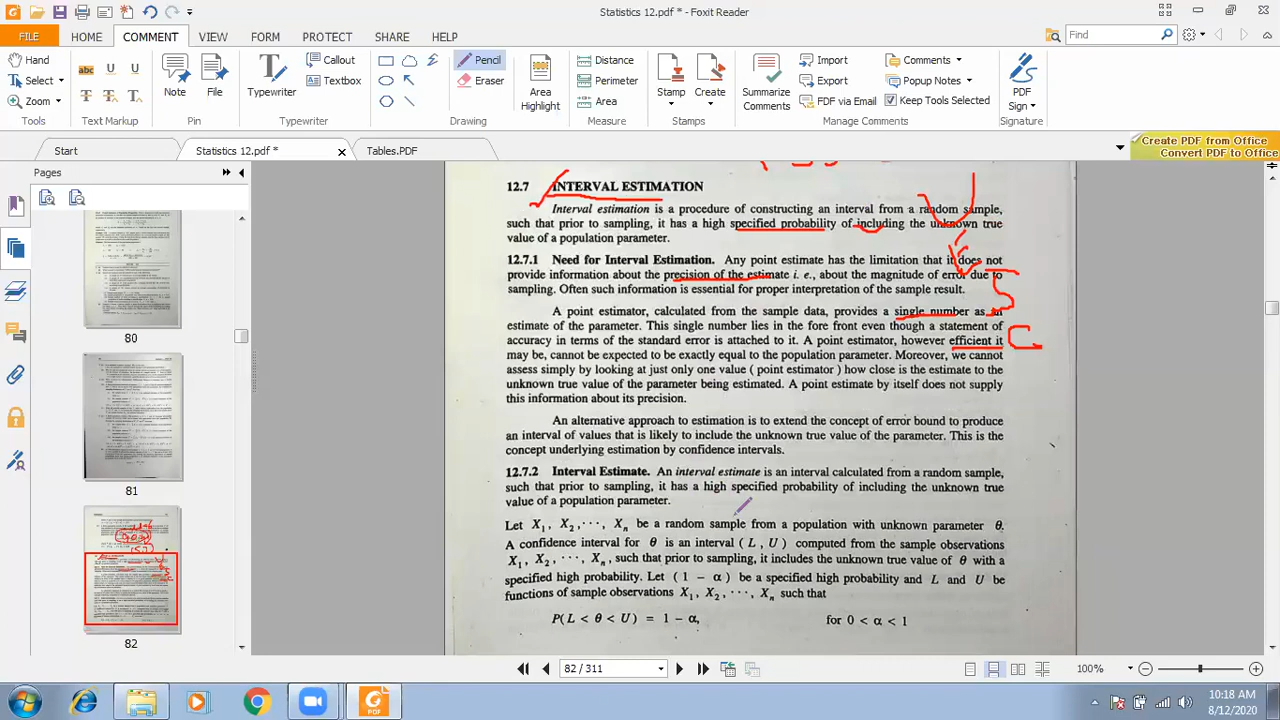 Statistics 12.pdf * - Foxit Reader
FILE HOME COMMENT VIEW FORM PROTECT SHARE HELP
Find
Hand
Select
Zoom
Tools
Text Markup
Note
File
Pin
Typewriter
Callout
Textbox
Typewriter
Pencil
Eraser
Drawing
Area
Highlight
Distance
Perimeter
Area
Measure
Stamp
Create
Stamps
Summarize
Comments
Import
Export
FDF via Email
Comments
Popup Notes
Keep Tools Selected
Manage Comments
PDF
Sign
Signature
Start
Statistics 12.pdf *
Tables.PDF
Create PDF from Office
Convert PDF to Office
Pages
80
81
82
12.7 INTERVAL ESTIMATION
Interval estimation is a procedure of constructing an interval from a random sample,
such that prior to sampling, it has a high specified probability of including the unknown true
value of a population parameter.
12.7.1 Need for Interval Estimation. Any point estimate has the limitation that it does not
provide information about the precision of the estimate i. e., about the magnitude of error due to
sampling. Often such information is essential for proper interpretation of the sample result.
A point estimator, calculated from the sample data, provides a single number as an
estimate of the parameter. This single number lies in the fore front even though a statement of
accuracy in terms of the standard error is attached to it. A point estimator, however efficient it
may be, cannot be expected to be exactly equal to the population parameter. Moreover, we cannot
assess simply by looking at just only one value ( point estimate) how close is the estimate to the
unknown true value of the parameter being estimated. A point estimate by itself does not supply
this information about its precision.
An alternative approach to estimation is to extend the concept of error bound to produce
an interval of values that is likely to include the unknown true value of the parameter. This is the
concept underlying estimation by confidence intervals.
12.7.2 Interval Estimate. An interval estimate is an interval calculated from a random sample,
such that prior to sampling, it has a high specified probability of including the unknown true
value of a population parameter.
Let X₁, X₂, ···, Xₙ be a random sample from a population with unknown parameter θ.
A confidence interval for θ is an interval ( L , U ) computed from the sample observations
X₁, X₂, ···, Xₙ, such that prior to sampling, it includes the unknown true value of θ with a
specified high probability. Let ( 1 − α ) be a specified high probability and L and U be
functions of sample observations X₁, X₂, ···, Xₙ such that
P( L < θ < U ) = 1 − α, for 0 < α < 1
82 / 311
100%
10:18 AM
8/12/2020